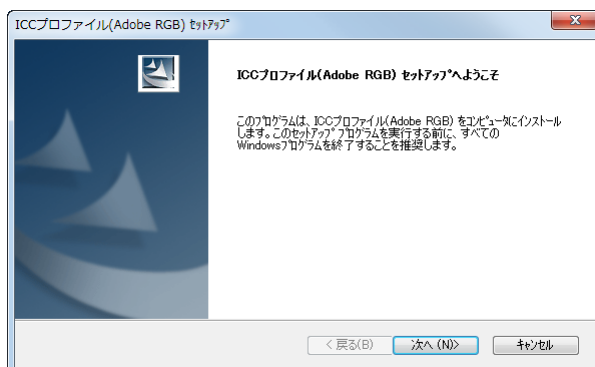 ICCプロファイル(Adobe RGB) ｾｯﾄｱｯﾌﾟ
ICCプロファイル(Adobe RGB) ｾｯﾄｱｯﾌﾟへようこそ
このﾌﾟﾛｸﾞﾗﾑは、ICCプロファイル(Adobe RGB) をｺﾝﾋﾟｭｰﾀにインストール
します。このｾｯﾄｱｯﾌﾟ ﾌﾟﾛｸﾞﾗﾑを実行する前に、すべての
Windowsﾌﾟﾛｸﾞﾗﾑを終了することを推奨します。
< 戻る(B)
次へ (N)>
ｷｬﾝｾﾙ